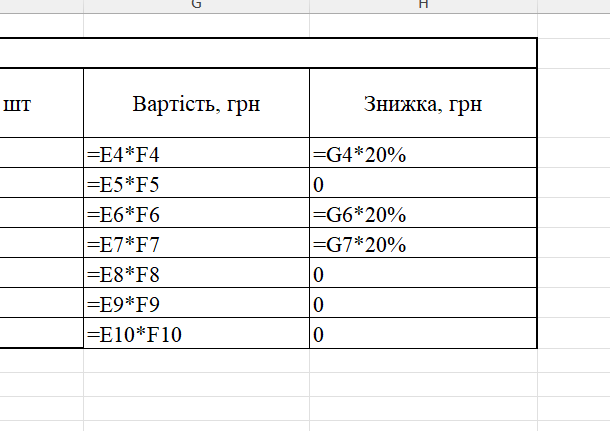 G H
шт Вартість, грн Знижка, грн
=E4*F4 =G4*20%
=E5*F5 0
=E6*F6 =G6*20%
=E7*F7 =G7*20%
=E8*F8 0
=E9*F9 0
=E10*F10 0